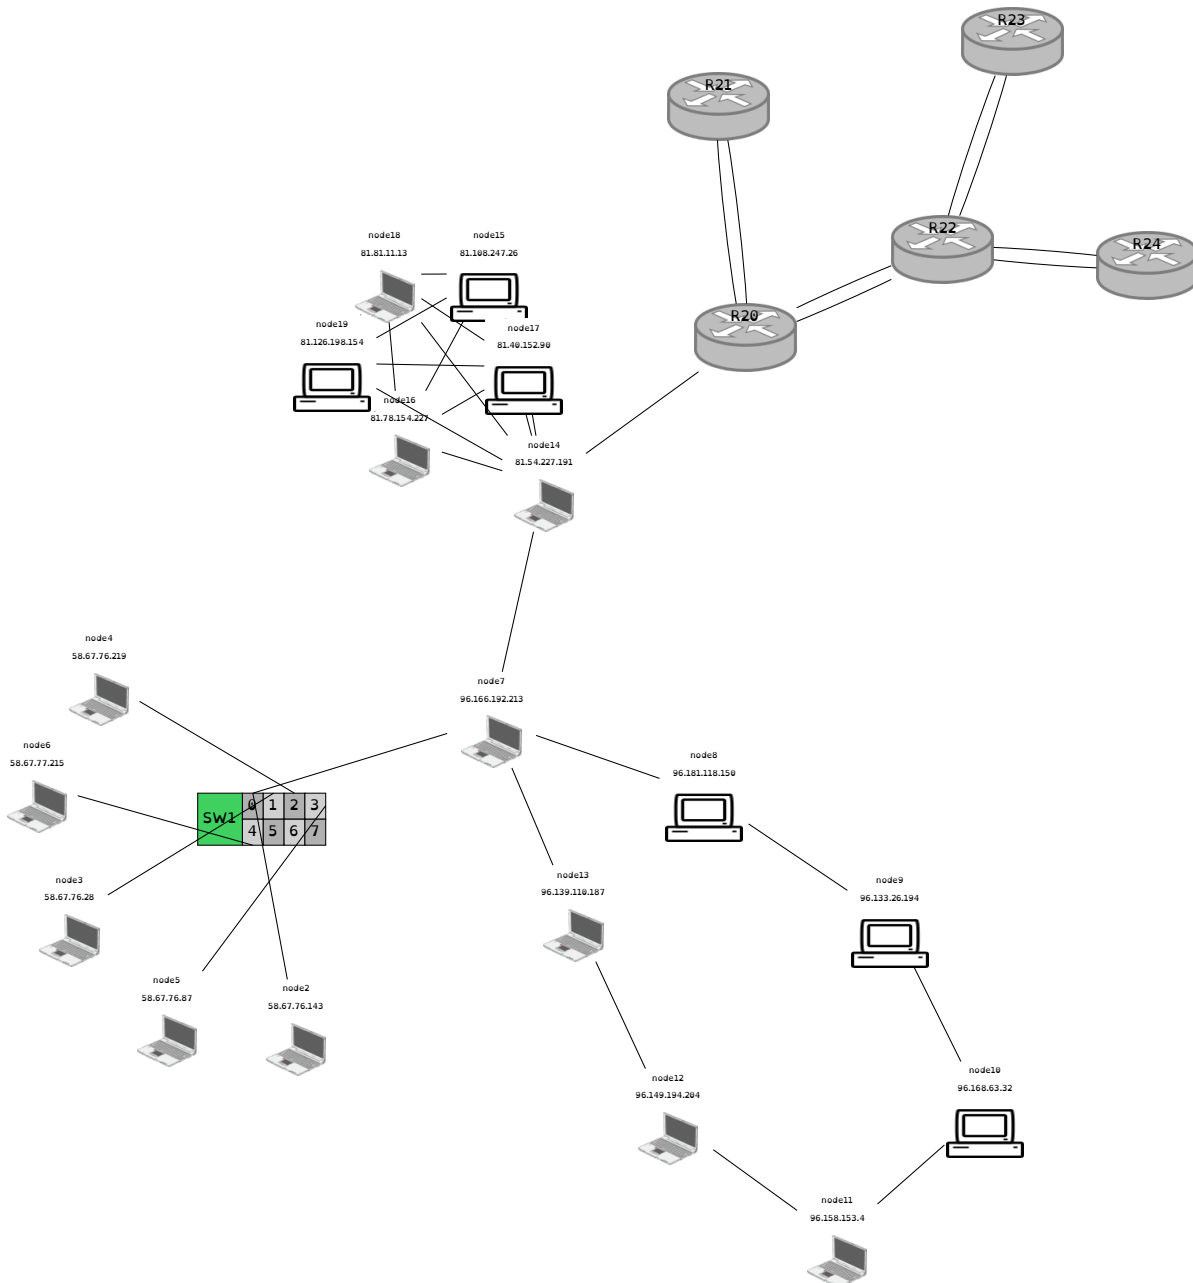 R23
R21
R22
R24
R20
node18
81.81.11.13
node15
81.108.247.26
node19
81.126.198.154
node17
81.40.152.90
node16
81.78.154.227
node14
81.54.227.191
node4
58.67.76.219
node7
96.166.192.213
node6
58.67.77.215
node8
96.181.118.150
SW1
0 1 2 3
4 5 6 7
node3
58.67.76.28
node13
96.139.110.187
node9
96.133.26.194
node5
58.67.76.87
node2
58.67.76.143
node12
96.149.194.204
node10
96.168.63.32
node11
96.158.153.4